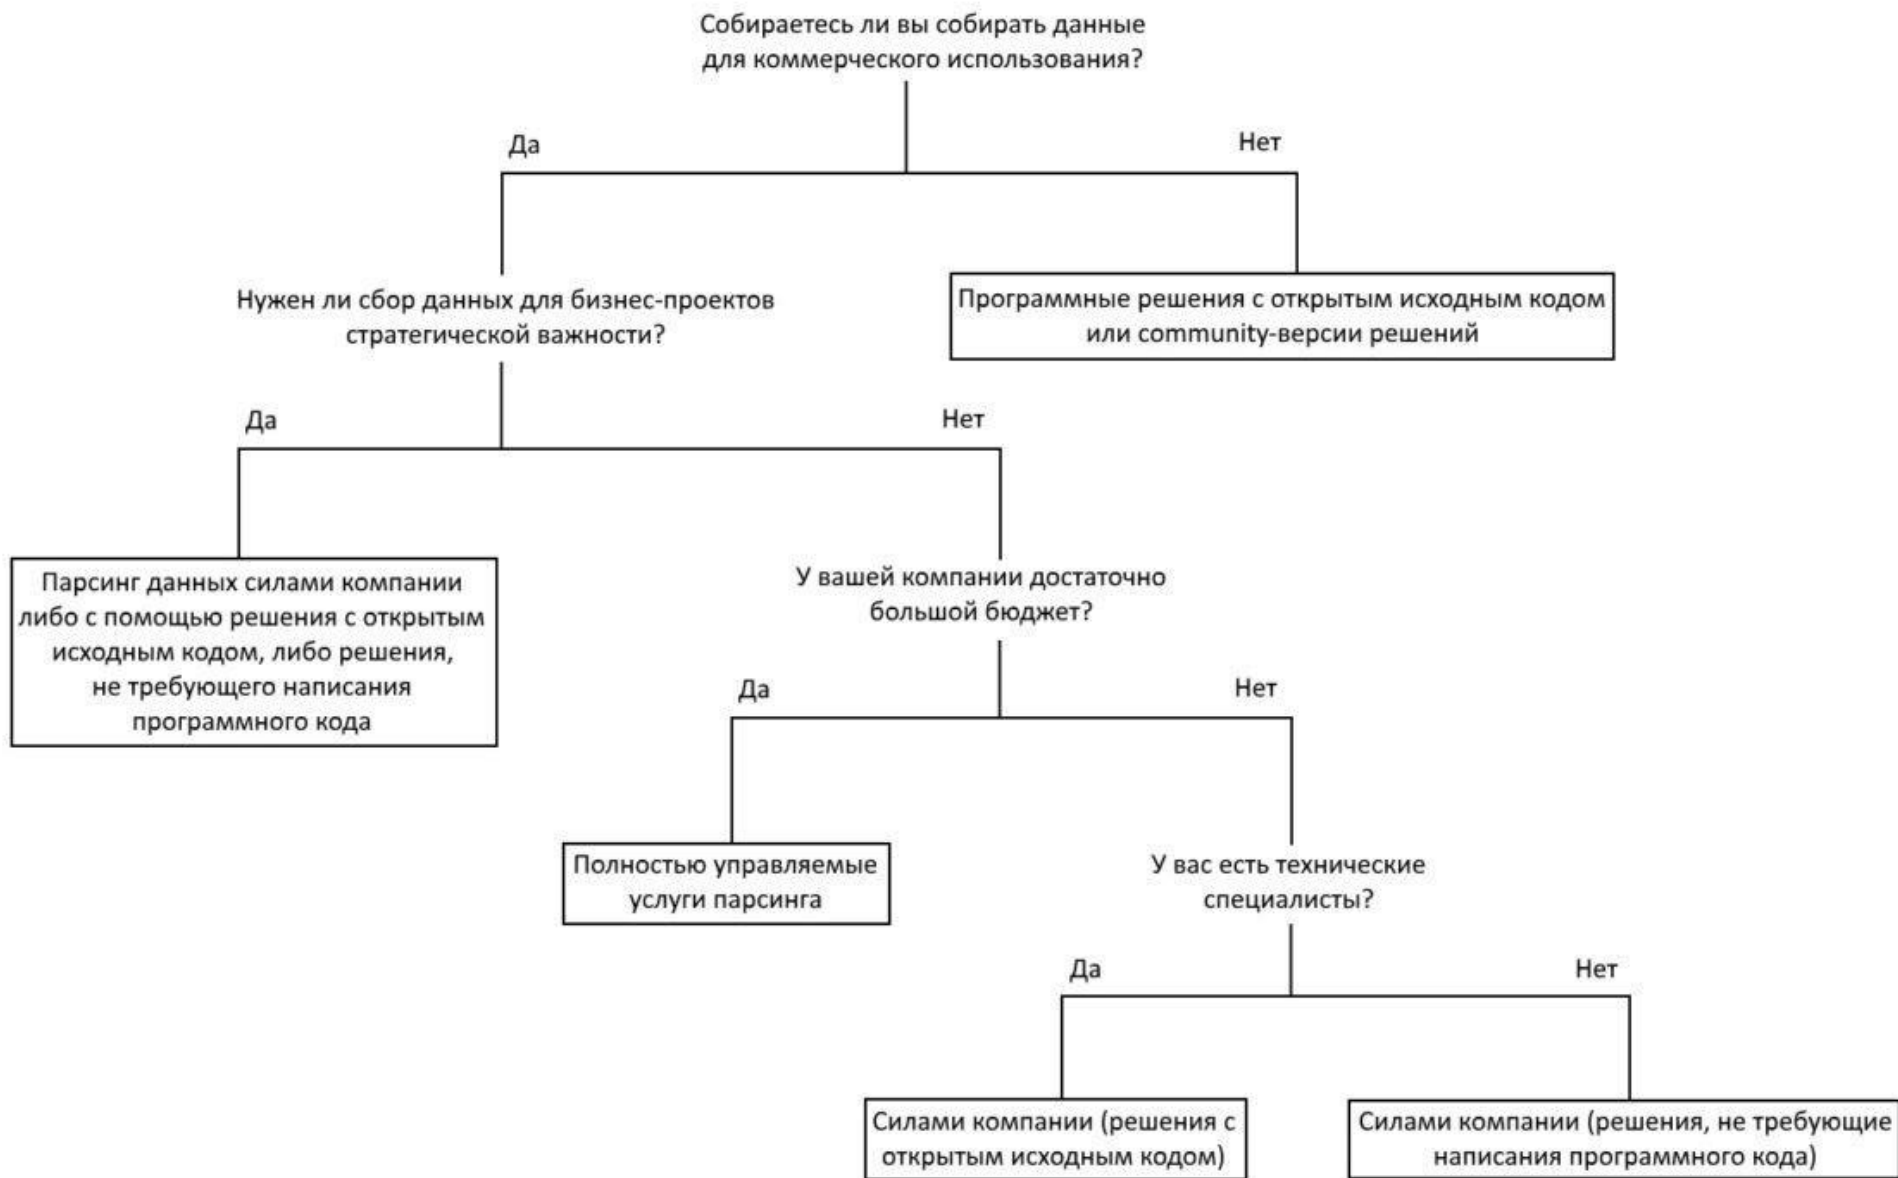 Собираетесь ли вы собирать данные
для коммерческого использования?
Да
Нет
Нужен ли сбор данных для бизнес-проектов
стратегической важности?
Программные решения с открытым исходным кодом
или community-версии решений
Да
Нет
Парсинг данных силами компании
либо с помощью решения с открытым
исходным кодом, либо решения,
не требующего написания
программного кода
У вашей компании достаточно
большой бюджет?
Да
Нет
Полностью управляемые
услуги парсинга
У вас есть технические
специалисты?
Да
Нет
Силами компании (решения с
открытым исходным кодом)
Силами компании (решения, не требующие
написания программного кода)